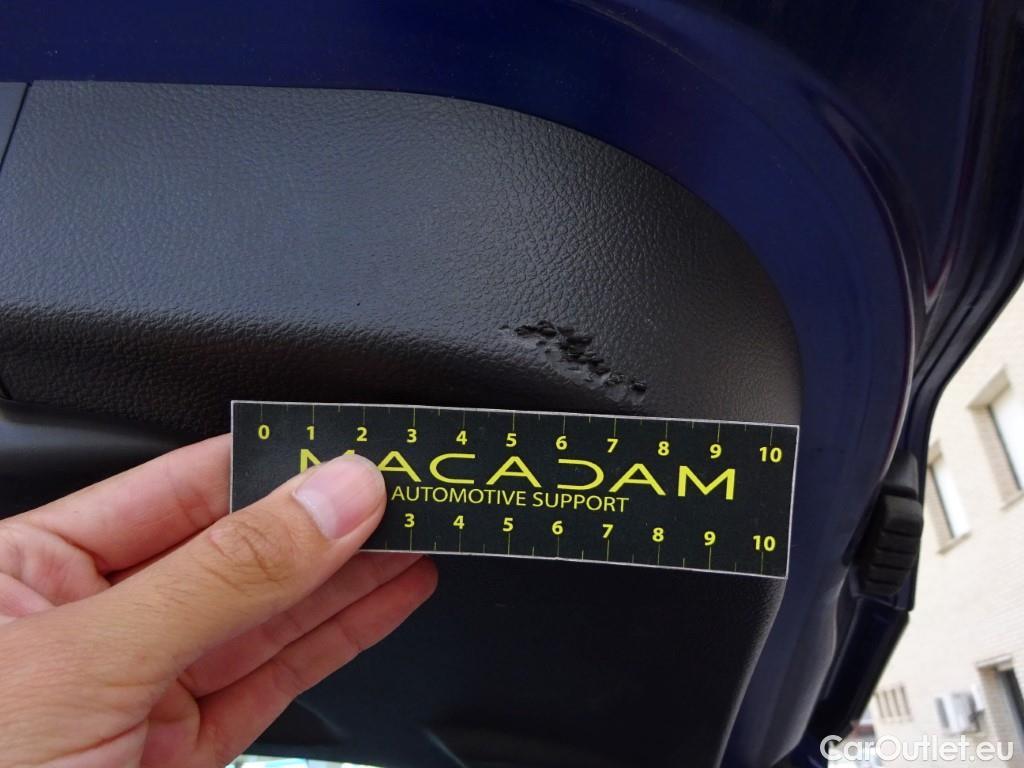 0 1 2 3 4 5 6 7 8 9 10
MACADAM
AUTOMOTIVE SUPPORT
3 4 5 6 7 8 9 10
CarOutlet.eu